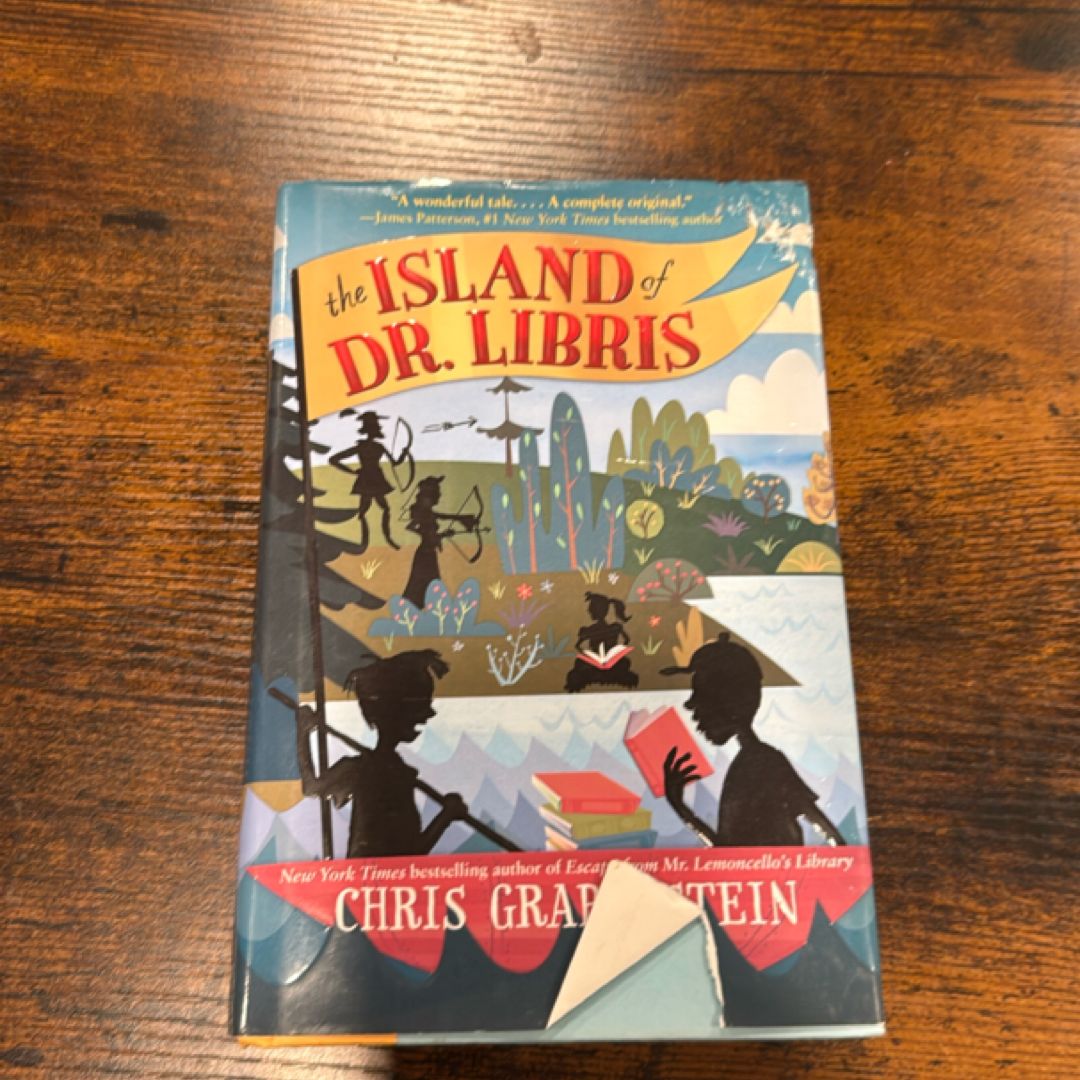 "A wonderful tale. . . . A complete original."
—James Patterson, #1 New York Times bestselling author
the ISLAND of
DR. LIBRIS
New York Times bestselling author of Mr. Lemoncello's Library
CHRIS